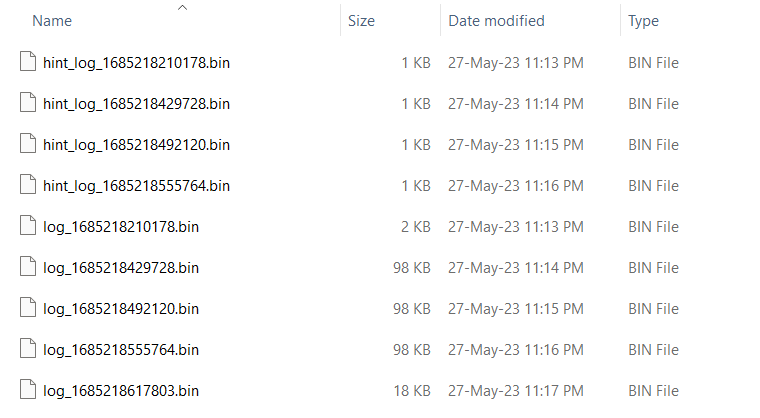 Name Size Date modified Type
hint_log_1685218210178.bin 1 KB 27-May-23 11:13 PM BIN File
hint_log_1685218429728.bin 1 KB 27-May-23 11:14 PM BIN File
hint_log_1685218492120.bin 1 KB 27-May-23 11:15 PM BIN File
hint_log_1685218555764.bin 1 KB 27-May-23 11:16 PM BIN File
log_1685218210178.bin 2 KB 27-May-23 11:13 PM BIN File
log_1685218429728.bin 98 KB 27-May-23 11:14 PM BIN File
log_1685218492120.bin 98 KB 27-May-23 11:15 PM BIN File
log_1685218555764.bin 98 KB 27-May-23 11:16 PM BIN File
log_1685218617803.bin 18 KB 27-May-23 11:17 PM BIN File